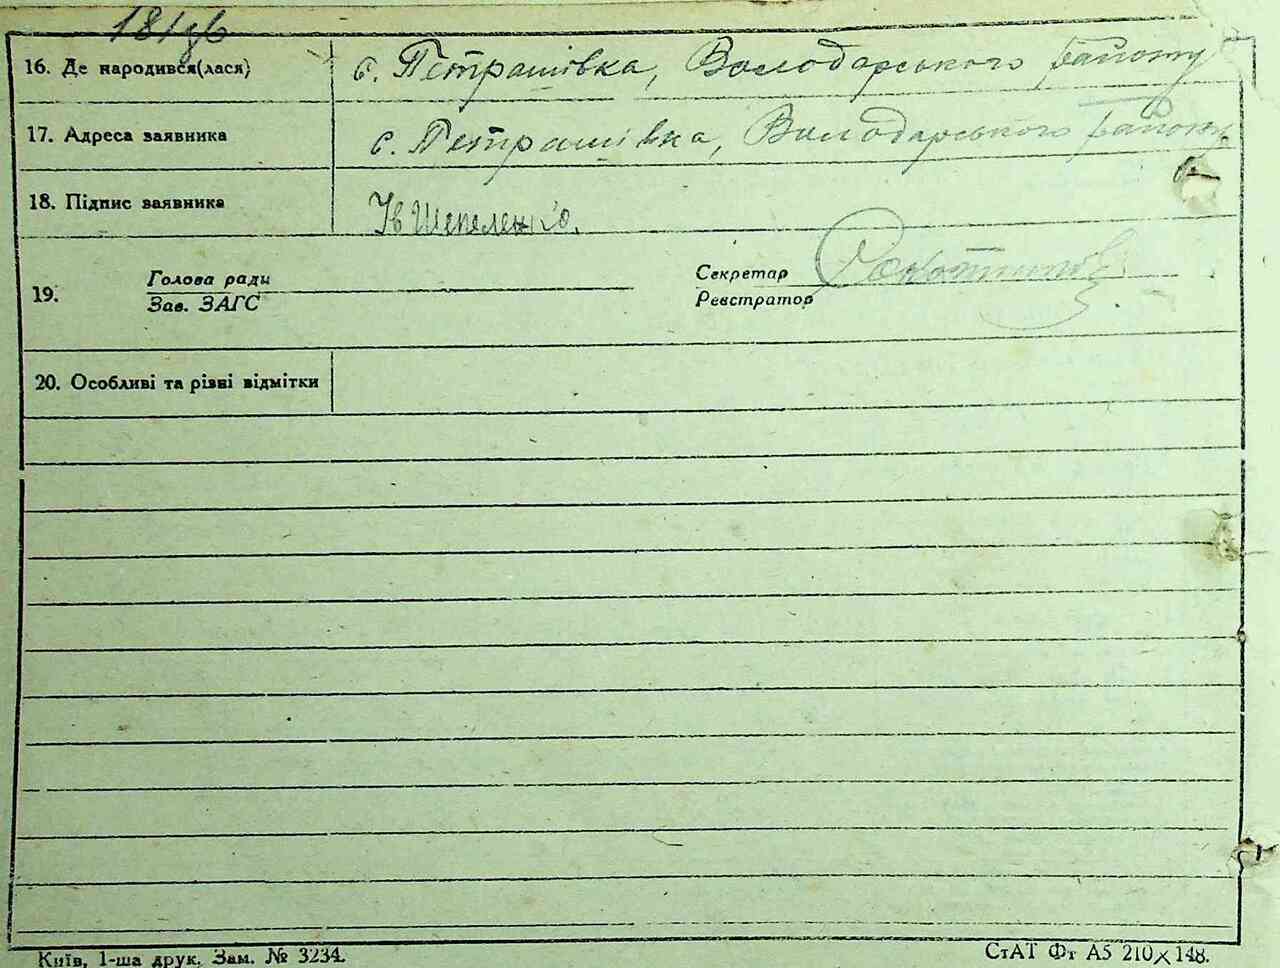 16. Де народився(лася) с. Петрашівка, Володарського району
17. Адреса заявника с. Петрашівка, Володарського району
18. Підпис заявника Ів Шепеленко.
19. Голова ради Секретар
Зав. ЗАГС Реєстратор
20. Особливі та різні відмітки
Київ, 1-ша друк. Зам. № 3234. СтАТ Фт А5 210×148.